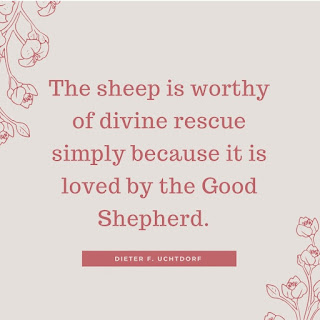 The sheep is worthy
of divine rescue
simply because it is
loved by the Good
Shepherd.
DIETER F. UCHTDORF